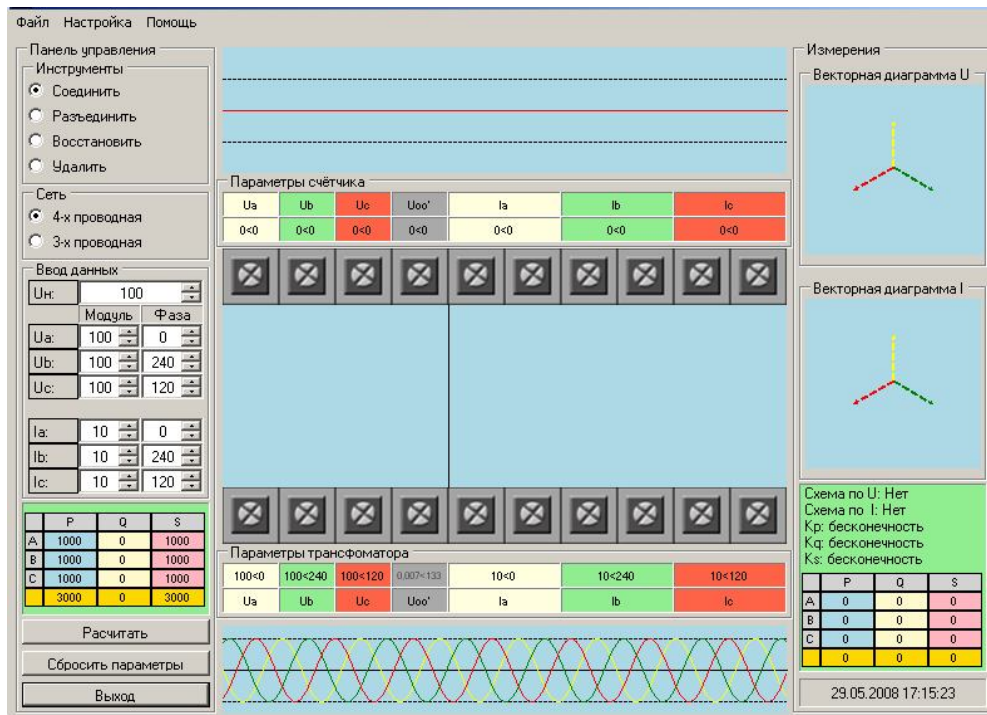 Файл Настройка Помощь
Панель управления
Инструменты
Соединить
Разъединить
Восстановить
Удалить
Сеть
4-х проводная
3-х проводная
Ввод данных
Uн: 100
Модуль Фаза
Ua: 100 0
Ub: 100 240
Uc: 100 120
Ia: 10 0
Ib: 10 240
Ic: 10 120
P Q S
A 1000 0 1000
B 1000 0 1000
C 1000 0 1000
3000 0 3000
Расчитать
Сбросить параметры
Выход
Параметры счётчика
Ua Ub Uc Uoo' Ia Ib Ic
0<0 0<0 0<0 0<0 0<0 0<0 0<0
Параметры трансфоматора
100<0 100<240 100<120 0,007<133 10<0 10<240 10<120
Ua Ub Uc Uoo' Ia Ib Ic
Измерения
Векторная диаграмма U
Векторная диаграмма I
Схема по U: Нет
Схема по I: Нет
Kp: бесконечность
Kq: бесконечность
Ks: бесконечность
P Q S
A 0 0 0
B 0 0 0
C 0 0 0
0 0 0
29.05.2008 17:15:23